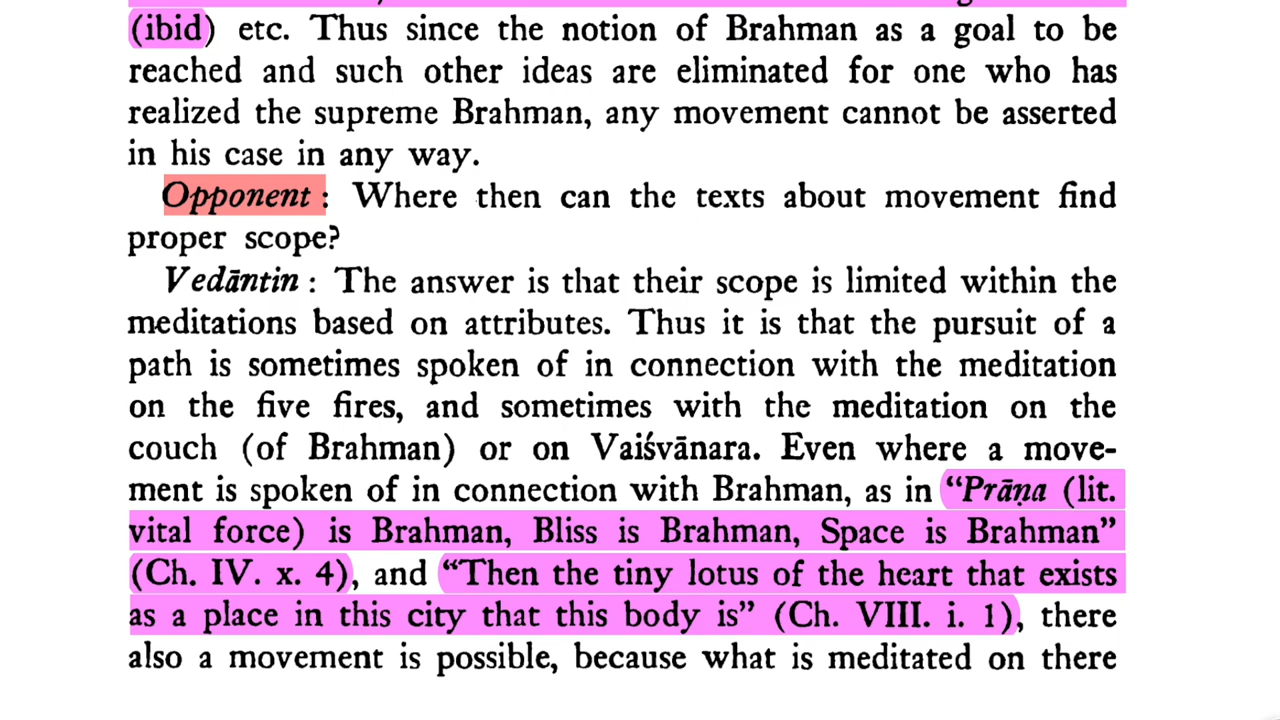 (ibid) etc. Thus since the notion of Brahman as a goal to be
reached and such other ideas are eliminated for one who has
realized the supreme Brahman, any movement cannot be asserted
in his case in any way.
Opponent : Where then can the texts about movement find
proper scope?
Vedāntin : The answer is that their scope is limited within the
meditations based on attributes. Thus it is that the pursuit of a
path is sometimes spoken of in connection with the meditation
on the five fires, and sometimes with the meditation on the
couch (of Brahman) or on Vaiśvānara. Even where a move-
ment is spoken of in connection with Brahman, as in “Prāṇa (lit.
vital force) is Brahman, Bliss is Brahman, Space is Brahman”
(Ch. IV. x. 4), and “Then the tiny lotus of the heart that exists
as a place in this city that this body is” (Ch. VIII. i. 1), there
also a movement is possible, because what is meditated on there